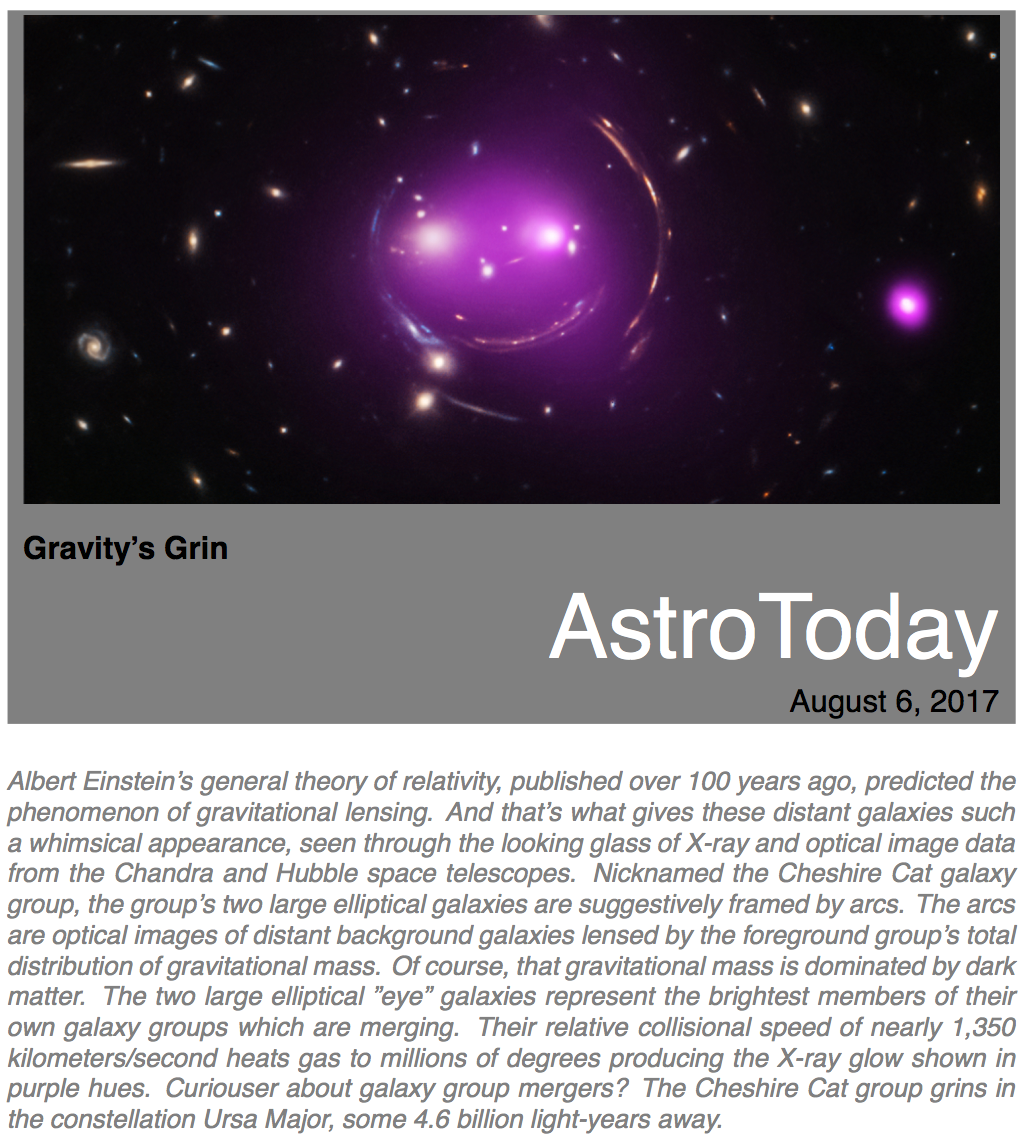 Gravity’s Grin
AstroToday
August 6, 2017
Albert Einstein’s general theory of relativity, published over 100 years ago, predicted the
phenomenon of gravitational lensing. And that’s what gives these distant galaxies such
a whimsical appearance, seen through the looking glass of X-ray and optical image data
from the Chandra and Hubble space telescopes. Nicknamed the Cheshire Cat galaxy
group, the group’s two large elliptical galaxies are suggestively framed by arcs. The arcs
are optical images of distant background galaxies lensed by the foreground group’s total
distribution of gravitational mass. Of course, that gravitational mass is dominated by dark
matter. The two large elliptical ”eye” galaxies represent the brightest members of their
own galaxy groups which are merging. Their relative collisional speed of nearly 1,350
kilometers/second heats gas to millions of degrees producing the X-ray glow shown in
purple hues. Curiouser about galaxy group mergers? The Cheshire Cat group grins in
the constellation Ursa Major, some 4.6 billion light-years away.